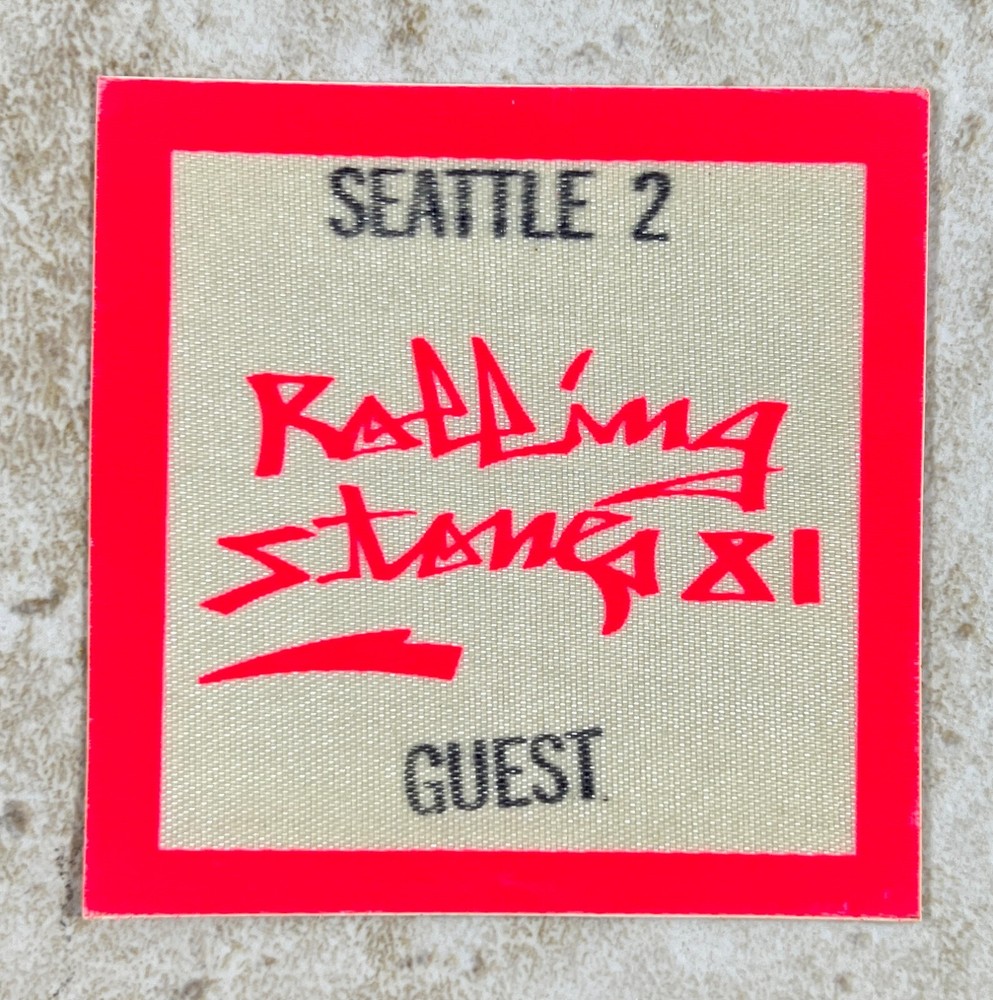 SEATTLE 2
Rolling
Stones 81
GUEST